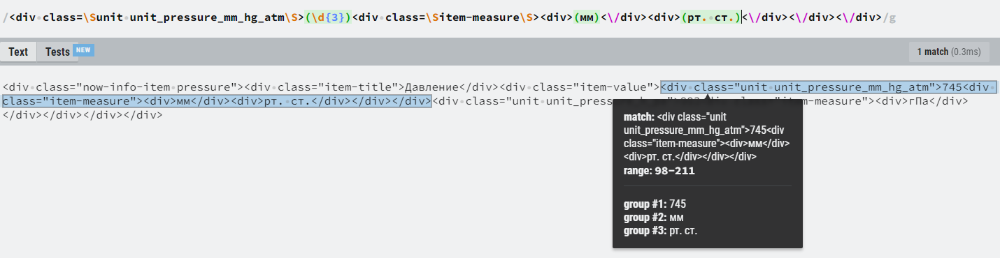 /<div class=\Sunit unit_pressure_mm_hg_atm\S>(\d{3})<div class=\Sitem-measure\S><div>(мм)<\/div><div>(рт. ст.)<\/div><\/div><\/div>/g
Text Tests NEW 1 match (0.3ms)
<div class="now-info-item pressure"><div class="item-title">Давление</div><div class="item-value"><div class="unit unit_pressure_mm_hg_atm">745<div
class="item-measure"><div>мм</div><div>рт. ст.</div></div></div><div class="unit unit_press class="item-measure"><div>гПа</div>
</div></div></div></div>
match: <div class="unit
unit_pressure_mm_hg_atm">745<div
class="item-measure"><div>мм</div>
<div>рт. ст.</div></div></div>
range: 98–211
group #1: 745
group #2: мм
group #3: рт. ст.